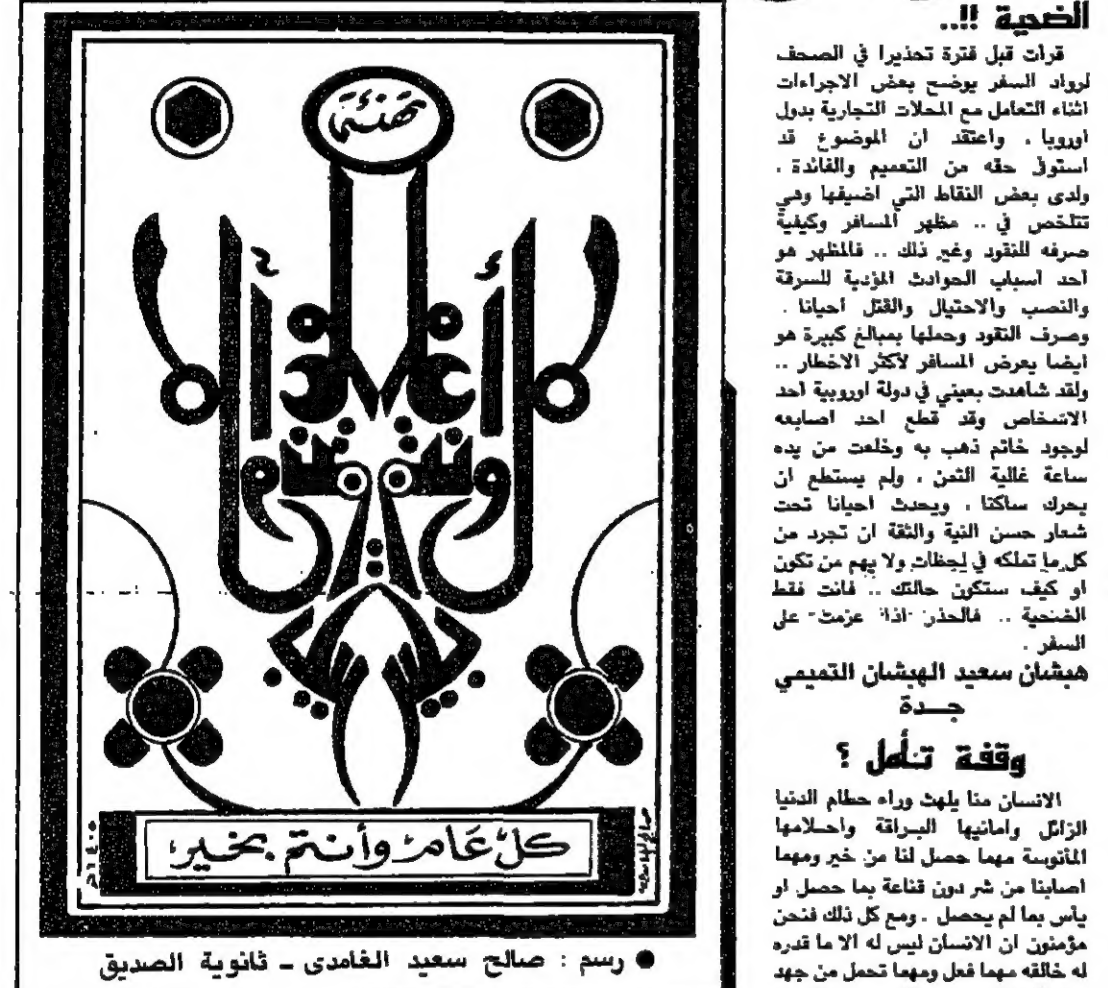 الضحية !!..
قرأت قبل فترة تحذيرا في الصحف
لرواد السفر يوضح بعض الاجراءات
اثناء التعامل مع المحلات التجارية بدول
اوروبا ، واعتقد ان الموضوع قد
استوفى حقه من التعميم والفائدة ،
ولدى بعض النقاط التي اضيفها وهي
تتلخص في .. مظهر المسافر وكيفية
صرفه للنقود وغير ذلك .. فالمظهر هو
أحد اسباب الحوادث المؤدية للسرقة
والنصب والاحتيال والقتل أحيانا .
وصرف النقود وحملها بمبالغ كبيرة هو
ايضا يعرض المسافر لأكثر الاخطار ..
ولقد شاهدت بعيني في دولة اوروبية أحد
الاشخاص وقد قطع احد اصابعه
لوجود خاتم ذهب به وخلعت من يده
ساعة غالية الثمن ، ولم يستطع ان
يحرك ساكنا ، ويحدث احيانا تحت
شعار حسن النية والثقة ان تجرد من
كل ما تملكه في لحظات ولا يهم من تكون
او كيف ستكون حالتك .. فانت فقط
الضحية .. فالحذر اذا عزمت على
السفر .
هبشان سعيد الهبشان التميمي
جـــدة
وقفة تأمل ؟
الانسان منا يلهث وراء حطام الدنيا
الزائل وامانيها البراقة واحلامها
المأنوسة مهما حصل لنا من خير ومهما
اصابنا من شر دون قناعة بما حصل او
يأس بما لم يحصل . ومع كل ذلك فنحن
مؤمنون ان الانسان ليس له الا ما قدره
له خالقه مهما فعل ومهما تحمل من جهد
تهنئة
كل عام وأنتم بخير
● رسم : صالح سعيد الغامدى ـ ثانوية الصديق